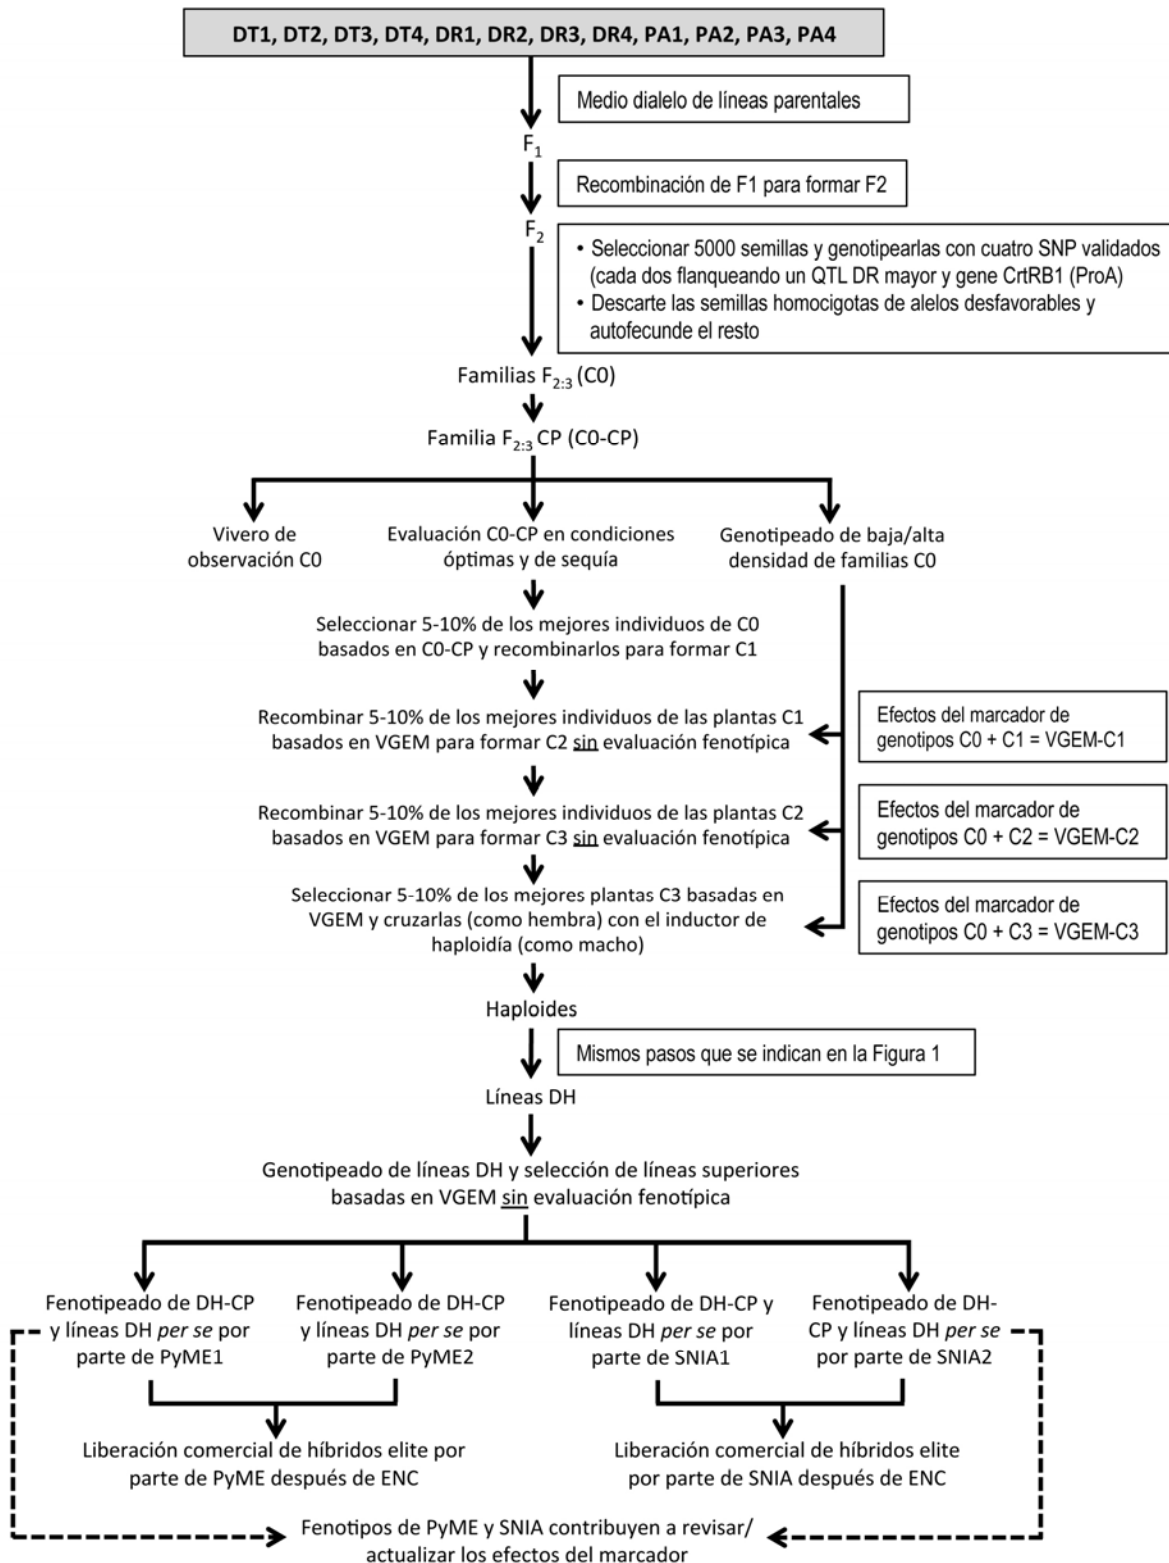 DT1, DT2, DT3, DT4, DR1, DR2, DR3, DR4, PA1, PA2, PA3, PA4
Medio dialelo de líneas parentales
F1
Recombinación de F1 para formar F2
F2
• Seleccionar 5000 semillas y genotipearlas con cuatro SNP validados
(cada dos flanqueando un QTL DR mayor y gene CrtRB1 (ProA)
• Descarte las semillas homocigotas de alelos desfavorables y
autofecunde el resto
Familias F2:3 (C0)
Familia F2:3 CP (C0-CP)
Vivero de
observación C0
Evaluación C0-CP en condiciones
óptimas y de sequía
Genotipeado de baja/alta
densidad de familias C0
Seleccionar 5-10% de los mejores individuos de C0
basados en C0-CP y recombinarlos para formar C1
Recombinar 5-10% de los mejores individuos de las plantas C1
basados en VGEM para formar C2 sin evaluación fenotípica
Efectos del marcador de
genotipos C0 + C1 = VGEM-C1
Recombinar 5-10% de los mejores individuos de las plantas C2
basados en VGEM para formar C3 sin evaluación fenotípica
Efectos del marcador de
genotipos C0 + C2 = VGEM-C2
Seleccionar 5-10% de los mejores plantas C3 basadas en
VGEM y cruzarlas (como hembra) con el inductor de
haploidía (como macho)
Efectos del marcador de
genotipos C0 + C3 = VGEM-C3
Haploides
Mismos pasos que se indican en la Figura 1
Líneas DH
Genotipeado de líneas DH y selección de líneas superiores
basadas en VGEM sin evaluación fenotípica
Fenotipeado de DH-CP
y líneas DH per se por
parte de PyME1
Fenotipeado de DH-CP
y líneas DH per se por
parte de PyME2
Fenotipeado de DH-CP y
líneas DH per se por
parte de SNIA1
Fenotipeado de DH-
CP y líneas DH per se
por parte de SNIA2
Liberación comercial de híbridos elite por
parte de PyME después de ENC
Liberación comercial de híbridos elite
por parte de SNIA después de ENC
Fenotipos de PyME y SNIA contribuyen a revisar/
actualizar los efectos del marcador